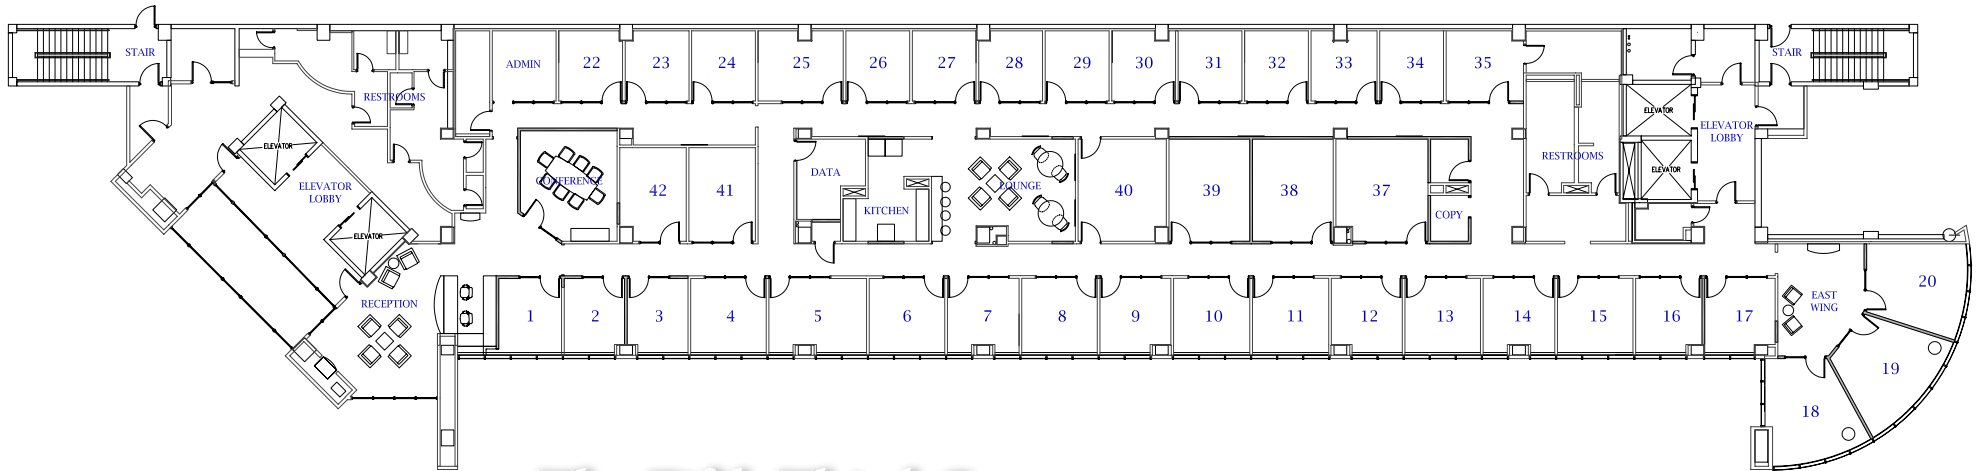 STAIR
ADMIN
22
23
24
25
26
27
28
29
30
31
32
33
34
35
STAIR
RESTROOMS
ELEVATOR
ELEVATOR
LOBBY
ELEVATOR
ELEVATOR
LOBBY
CONFERENCE
42
41
DATA
KITCHEN
LOUNGE
40
39
38
37
COPY
RESTROOMS
ELEVATOR
ELEVATOR
RECEPTION
1
2
3
4
5
6
7
8
9
10
11
12
13
14
15
16
17
EAST
WING
20
19
18